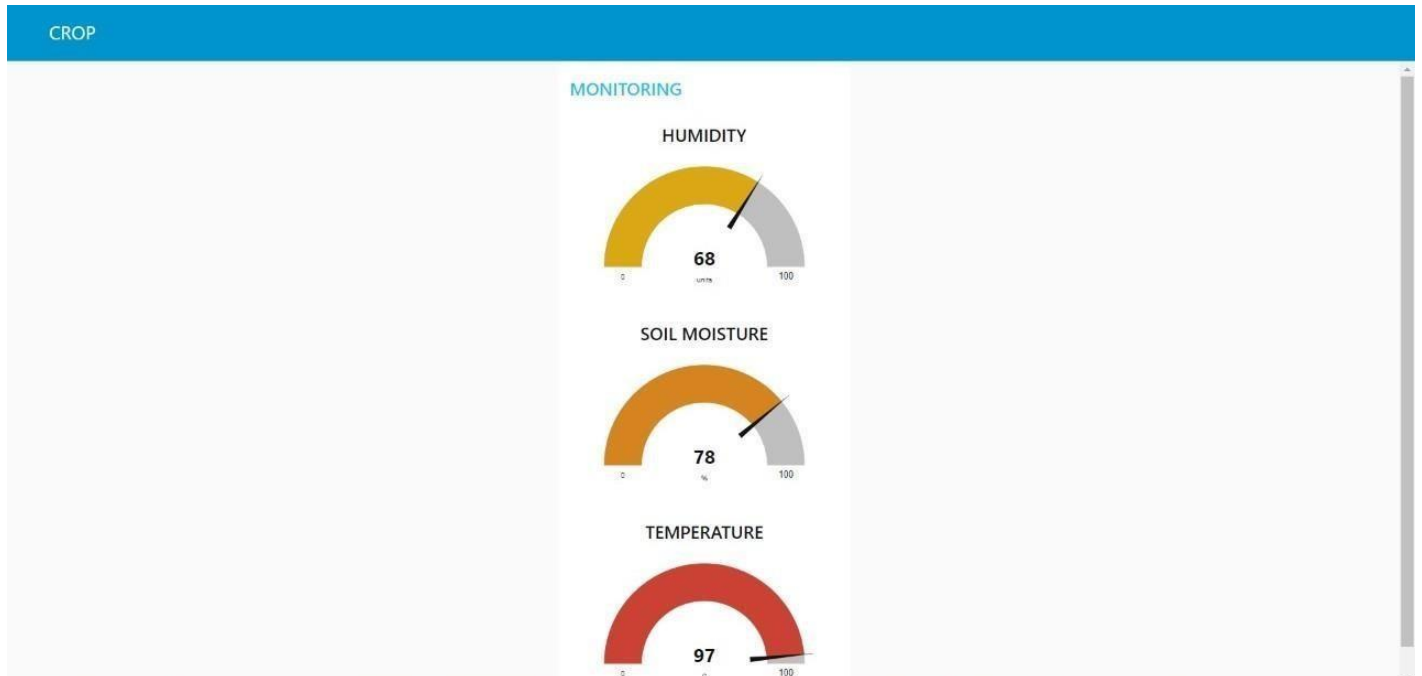 CROP
MONITORING
HUMIDITY
68
0 units 100
SOIL MOISTURE
78
0 % 100
TEMPERATURE
97
0 100